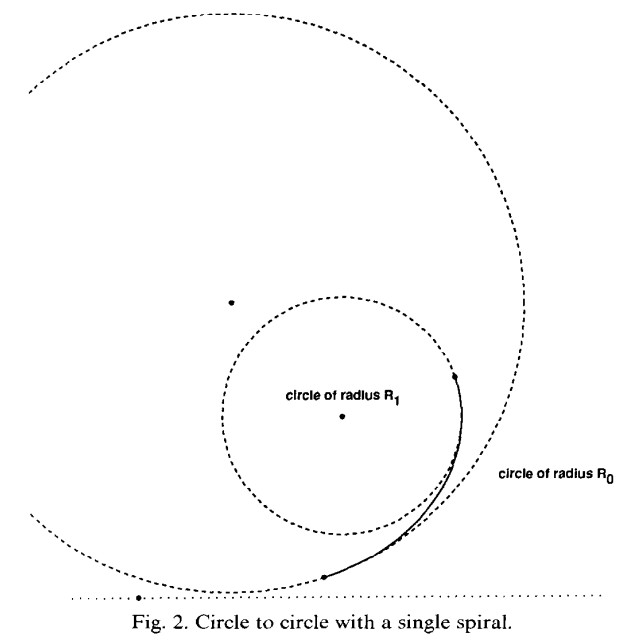 circle of radius R1
circle of radius R0
Fig. 2. Circle to circle with a single spiral.